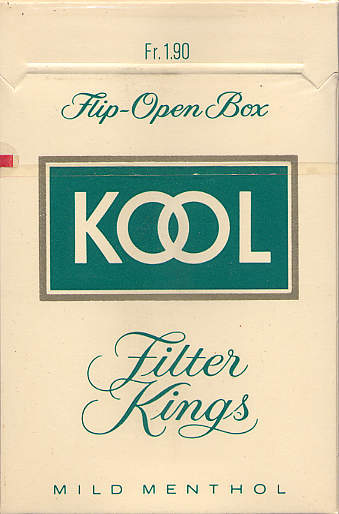 Fr. 1.90
Flip-Open Box
KOOL
Filter
Kings
MILD MENTHOL